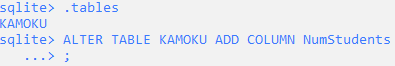 sqlite> .tables
KAMOKU
sqlite> ALTER TABLE KAMOKU ADD COLUMN NumStudents
   ...> ;